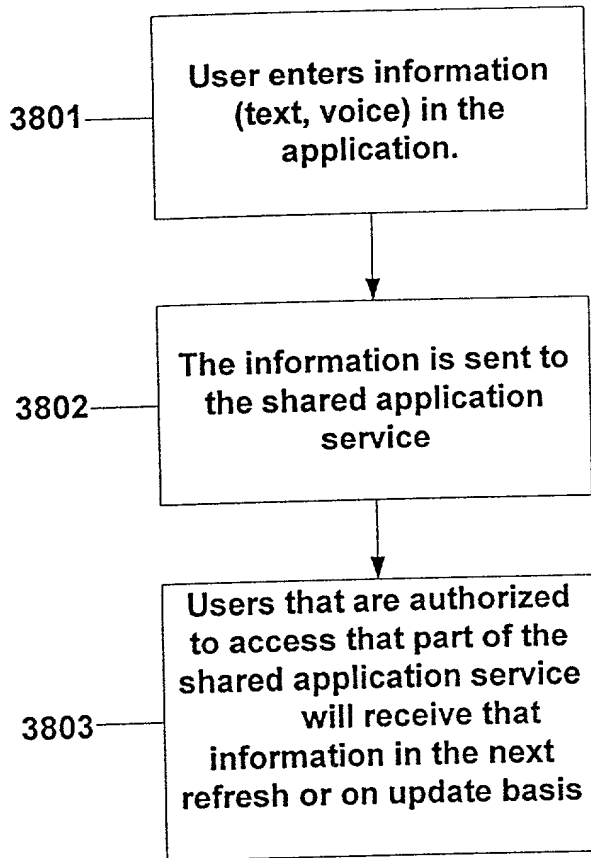 User enters information
3801
(text, voice) in the
application.
The information is sent to
3802
the shared application
service
Users that are authorized
to access that part of the
shared application service
3803
will receive that
information in the next
refresh or on update basis